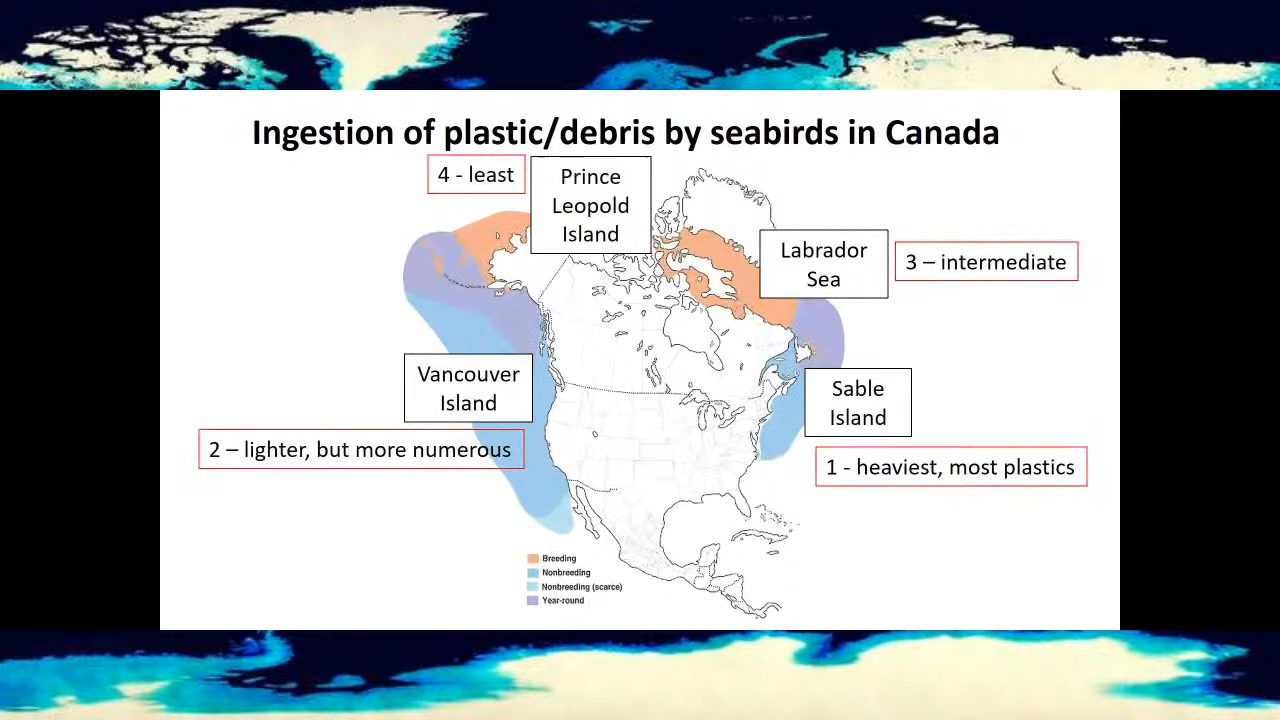 Ingestion of plastic/debris by seabirds in Canada
4 - least
Prince
Leopold
Island
Labrador
Sea
3 – intermediate
Vancouver
Island
2 – lighter, but more numerous
Sable
Island
1 - heaviest, most plastics
Breeding
Nonbreeding
Nonbreeding (scarce)
Year-round